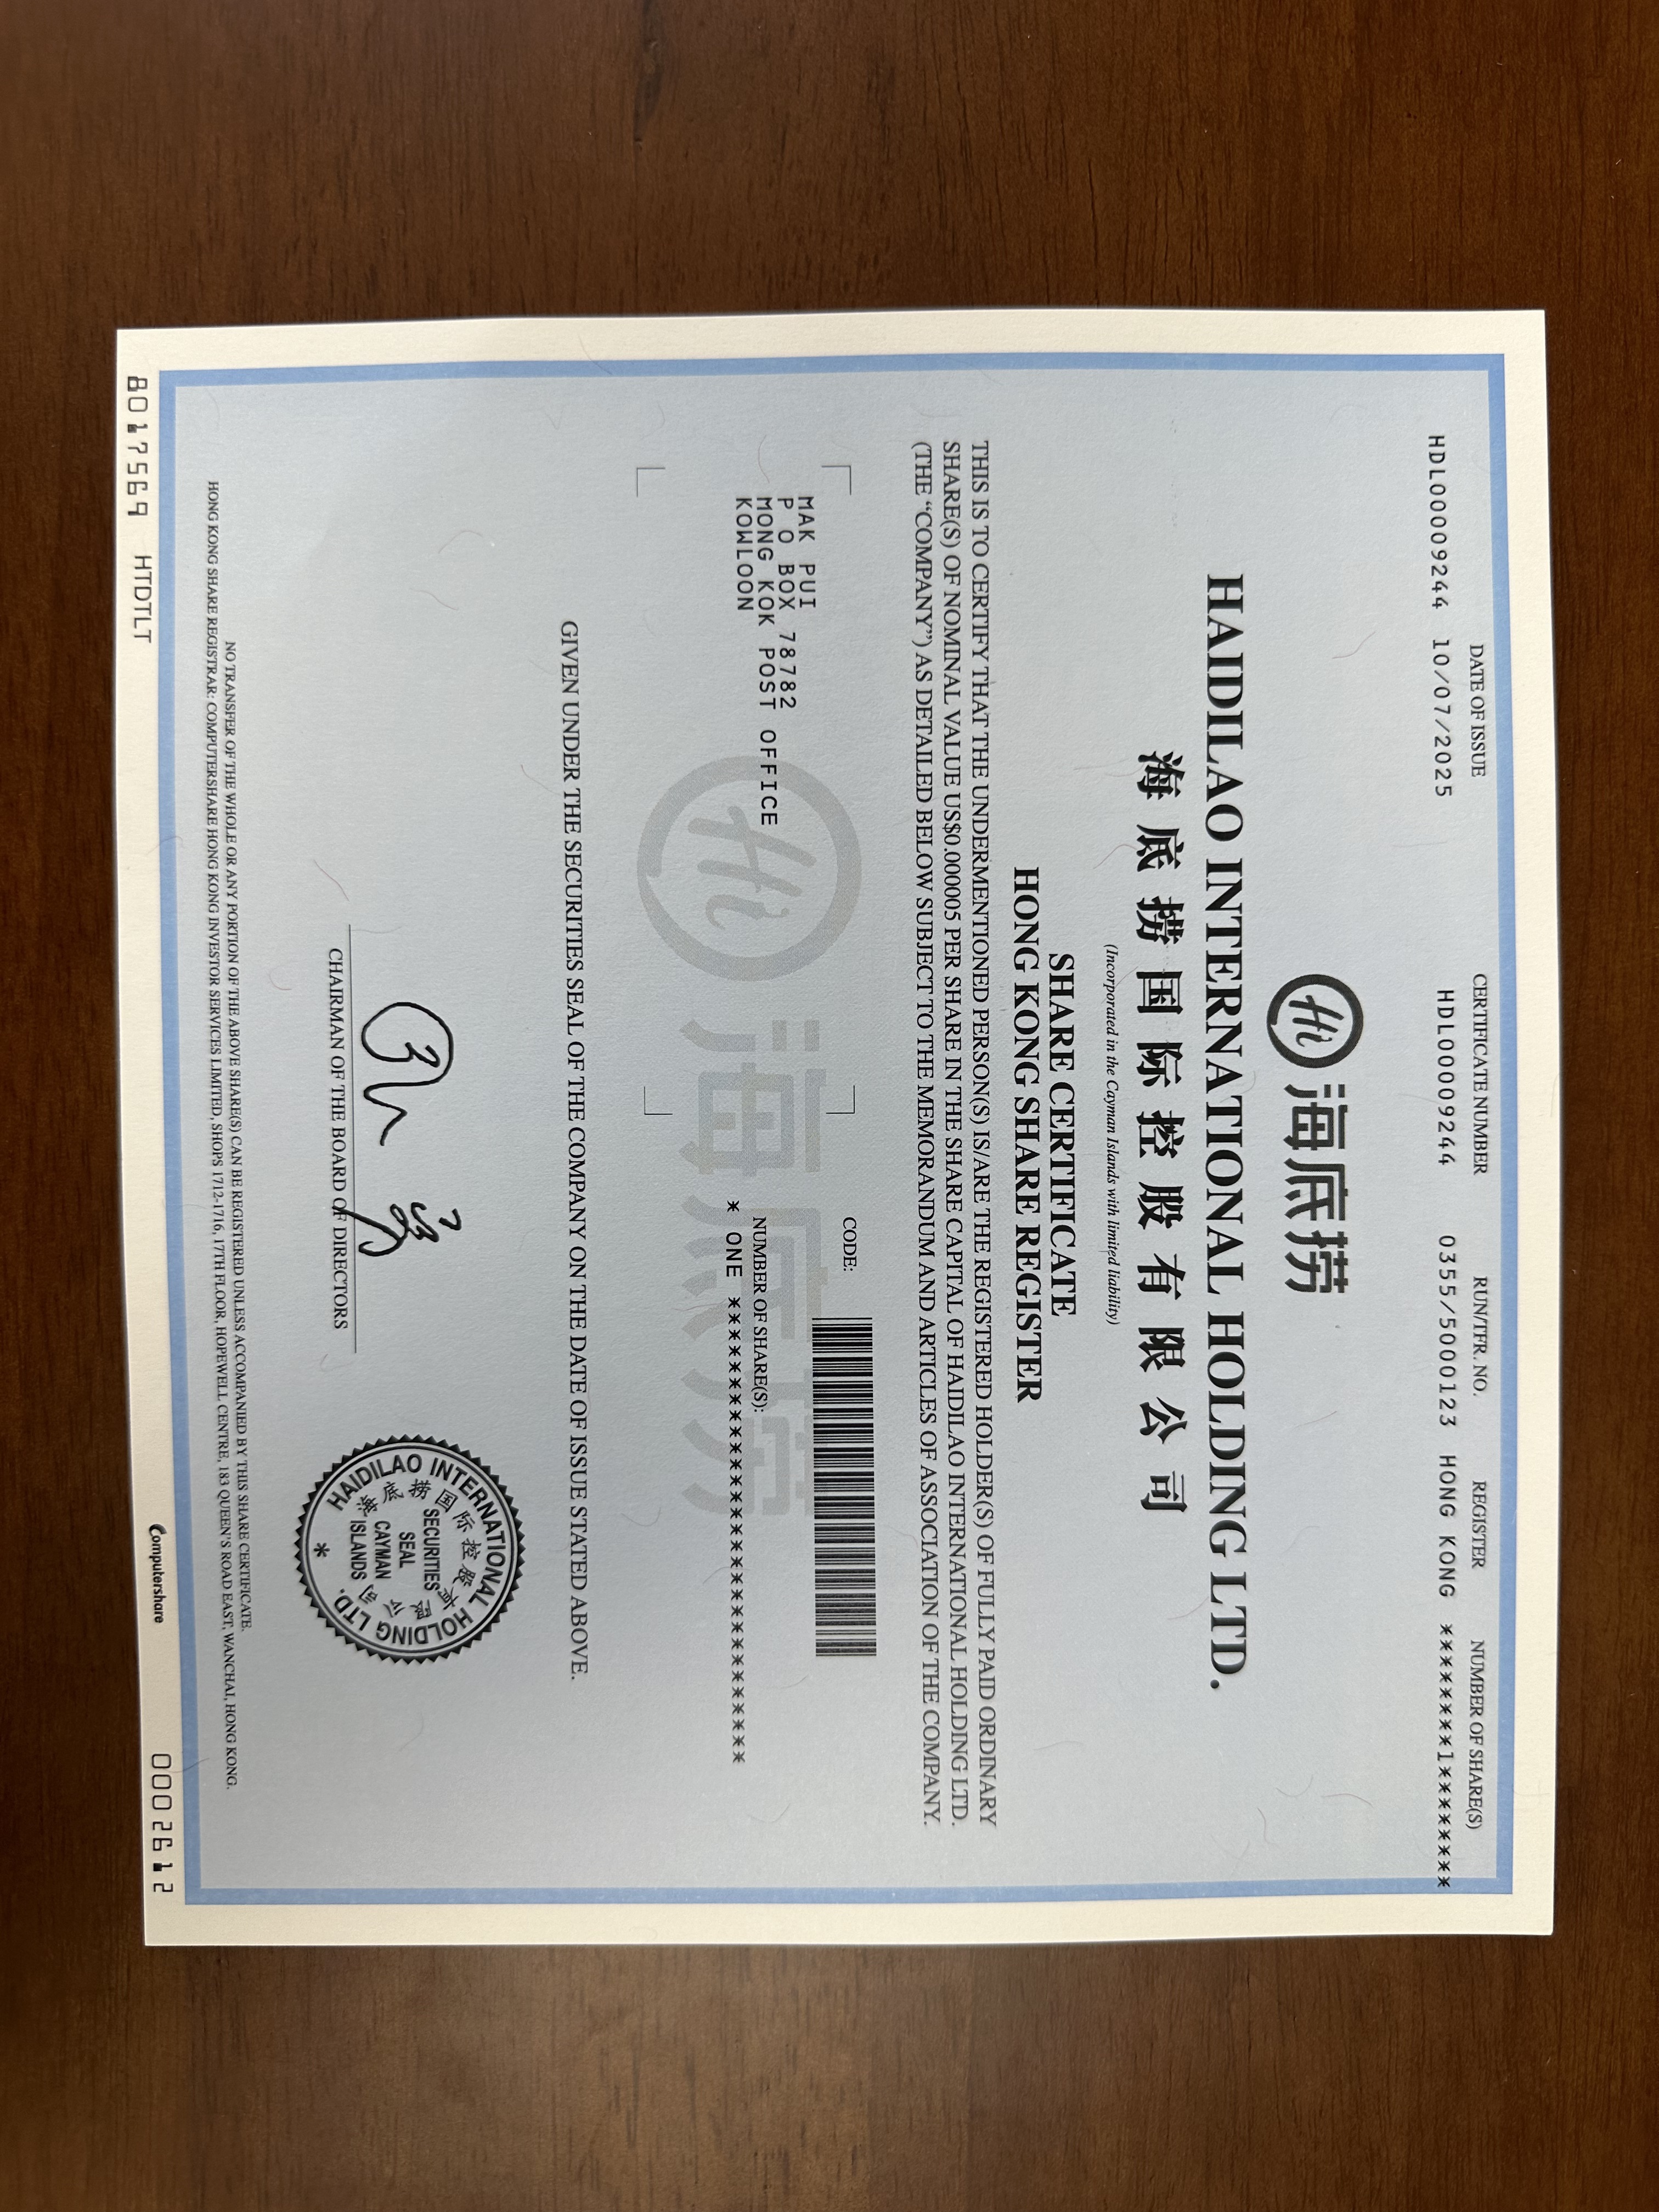 DATE OF ISSUE CERTIFICATE NUMBER RUN/TFR. NO. REGISTER NUMBER OF SHARE(S)
HDL00009244 10/07/2025 HDL00009244 0355/5000123 HONG KONG *******1*******
Hi 海底捞
HAIDILAO INTERNATIONAL HOLDING LTD.
海底捞国际控股有限公司
(Incorporated in the Cayman Islands with limited liability)
SHARE CERTIFICATE
HONG KONG SHARE REGISTER
THIS IS TO CERTIFY THAT THE UNDERMENTIONED PERSON(S) IS/ARE THE REGISTERED HOLDER(S) OF FULLY PAID ORDINARY
SHARE(S) OF NOMINAL VALUE US$0.000005 PER SHARE IN THE SHARE CAPITAL OF HAIDILAO INTERNATIONAL HOLDING LTD.
(THE “COMPANY”) AS DETAILED BELOW SUBJECT TO THE MEMORANDUM AND ARTICLES OF ASSOCIATION OF THE COMPANY.
CODE:
MAK PUI
P O BOX 78782
MONG KOK POST OFFICE
KOWLOON
Hi 海底捞
NUMBER OF SHARE(S):
* ONE ********************************
GIVEN UNDER THE SECURITIES SEAL OF THE COMPANY ON THE DATE OF ISSUE STATED ABOVE.
CHAIRMAN OF THE BOARD OF DIRECTORS
HAIDILAO INTERNATIONAL HOLDING LTD.
海底捞国际控股有限公司
SECURITIES
SEAL
CAYMAN
ISLANDS
*
NO TRANSFER OF THE WHOLE OR ANY PORTION OF THE ABOVE SHARE(S) CAN BE REGISTERED UNLESS ACCOMPANIED BY THIS SHARE CERTIFICATE.
HONG KONG SHARE REGISTRAR: COMPUTERSHARE HONG KONG INVESTOR SERVICES LIMITED, SHOPS 1712-1716, 17TH FLOOR, HOPEWELL CENTRE, 183 QUEEN'S ROAD EAST, WANCHAI, HONG KONG.
8017569 HTDTLT Computershare 0002612